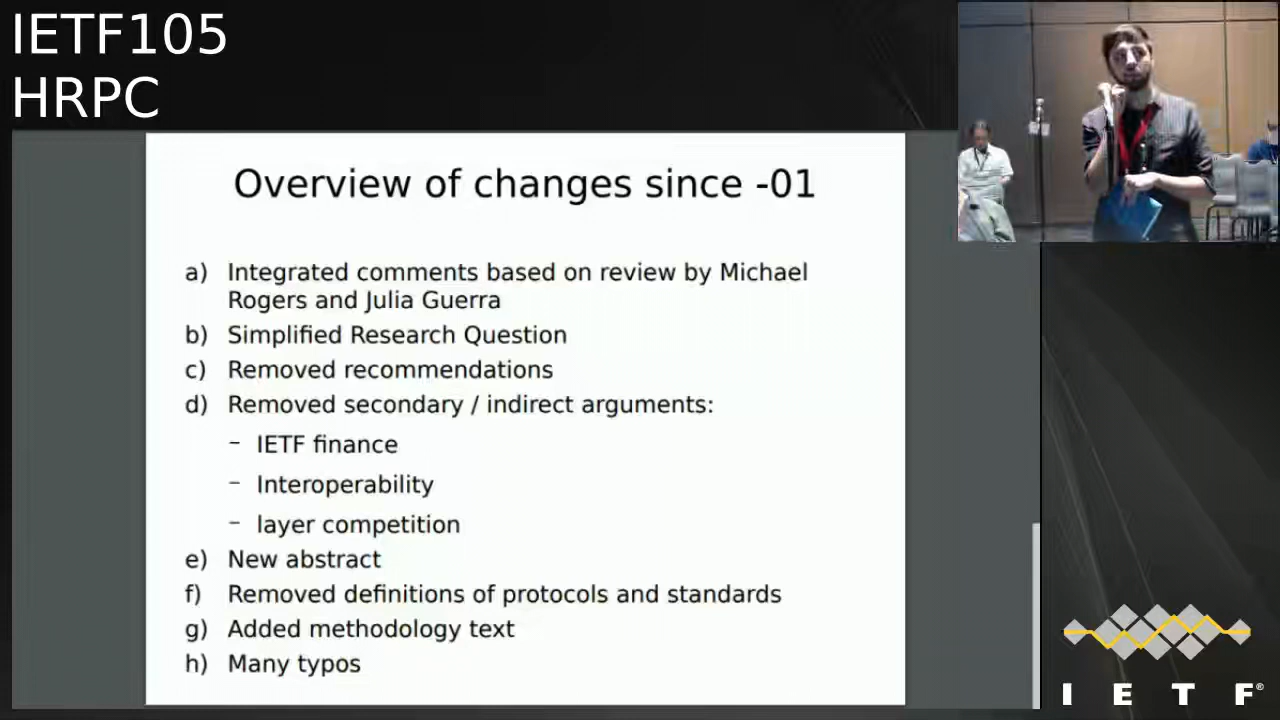 IETF105
HRPC
Overview of changes since -01
a) Integrated comments based on review by Michael
Rogers and Julia Guerra
b) Simplified Research Question
c) Removed recommendations
d) Removed secondary / indirect arguments:
– IETF finance
– Interoperability
– layer competition
e) New abstract
f) Removed definitions of protocols and standards
g) Added methodology text
h) Many typos
I E T F®